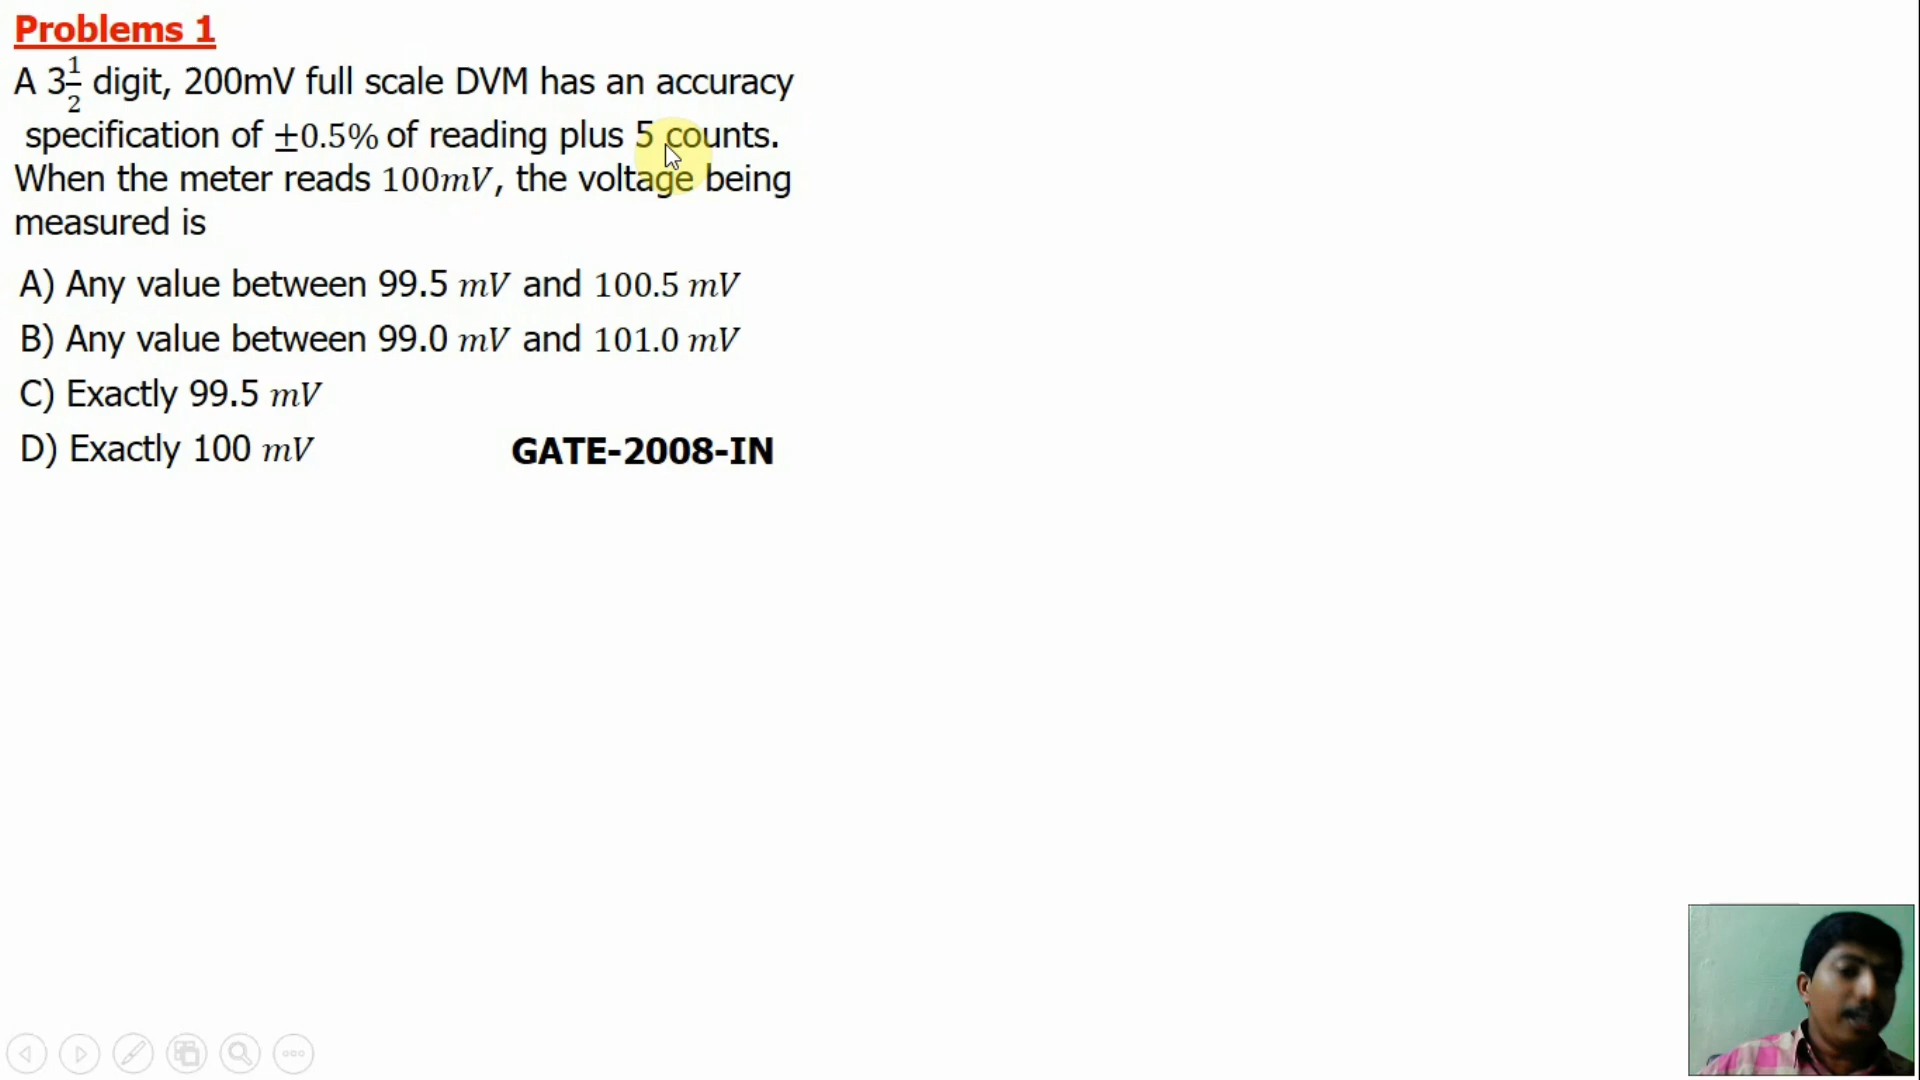 Problems 1
A 3 1/2 digit, 200mV full scale DVM has an accuracy
specification of ±0.5% of reading plus 5 counts.
When the meter reads 100mV, the voltage being
measured is
A) Any value between 99.5 mV and 100.5 mV
B) Any value between 99.0 mV and 101.0 mV
C) Exactly 99.5 mV
D) Exactly 100 mV
GATE-2008-IN